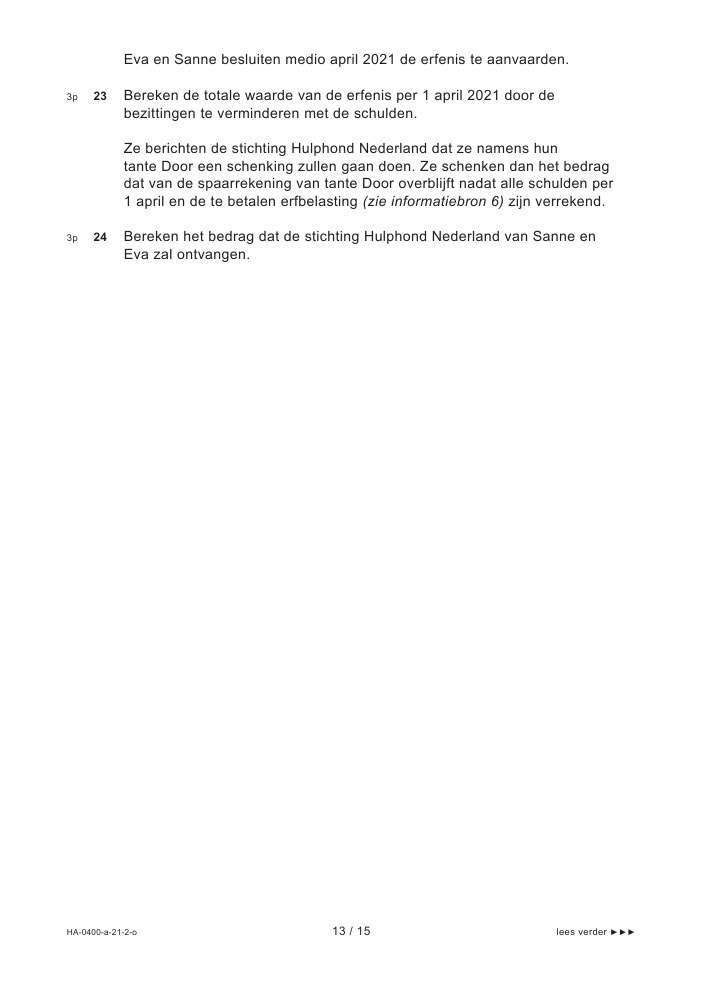 Eva en Sanne besluiten medio april 2021 de erfenis te aanvaarden.
3p 23 Bereken de totale waarde van de erfenis per 1 april 2021 door de
bezittingen te verminderen met de schulden.
Ze berichten de stichting Hulphond Nederland dat ze namens hun
tante Door een schenking zullen gaan doen. Ze schenken dan het bedrag
dat van de spaarrekening van tante Door overblijft nadat alle schulden per
1 april en de te betalen erfbelasting (zie informatiebron 6) zijn verrekend.
3p 24 Bereken het bedrag dat de stichting Hulphond Nederland van Sanne en
Eva zal ontvangen.
HA-0400-a-21-2-o 13 / 15 lees verder ►►►